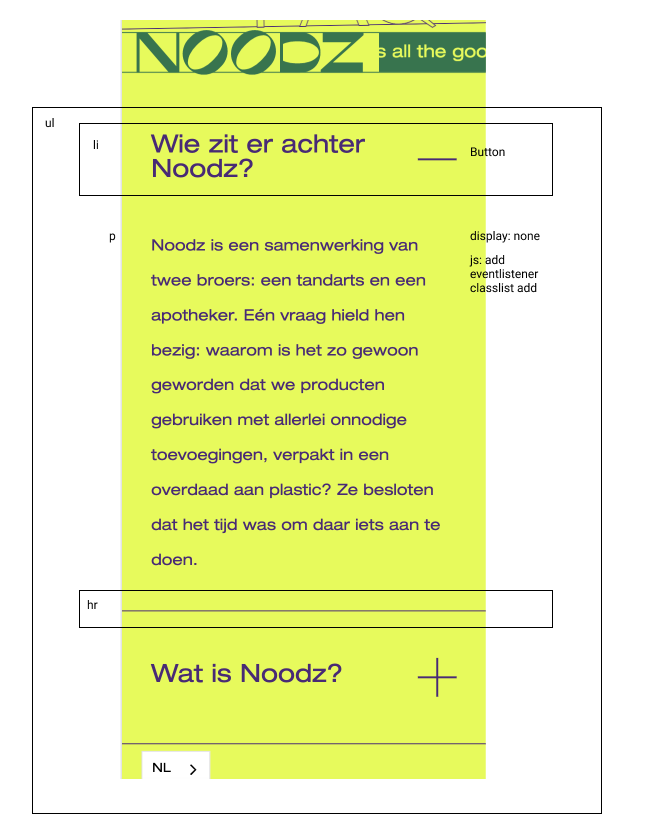 NOODZ
s all the goo
ul
li
Wie zit er achter
Noodz?
Button
p
display: none
js: add
eventlistener
classlist add
Noodz is een samenwerking van
twee broers: een tandarts en een
apotheker. Eén vraag hield hen
bezig: waarom is het zo gewoon
geworden dat we producten
gebruiken met allerlei onnodige
toevoegingen, verpakt in een
overdaad aan plastic? Ze besloten
dat het tijd was om daar iets aan te
doen.
hr
Wat is Noodz?
NL